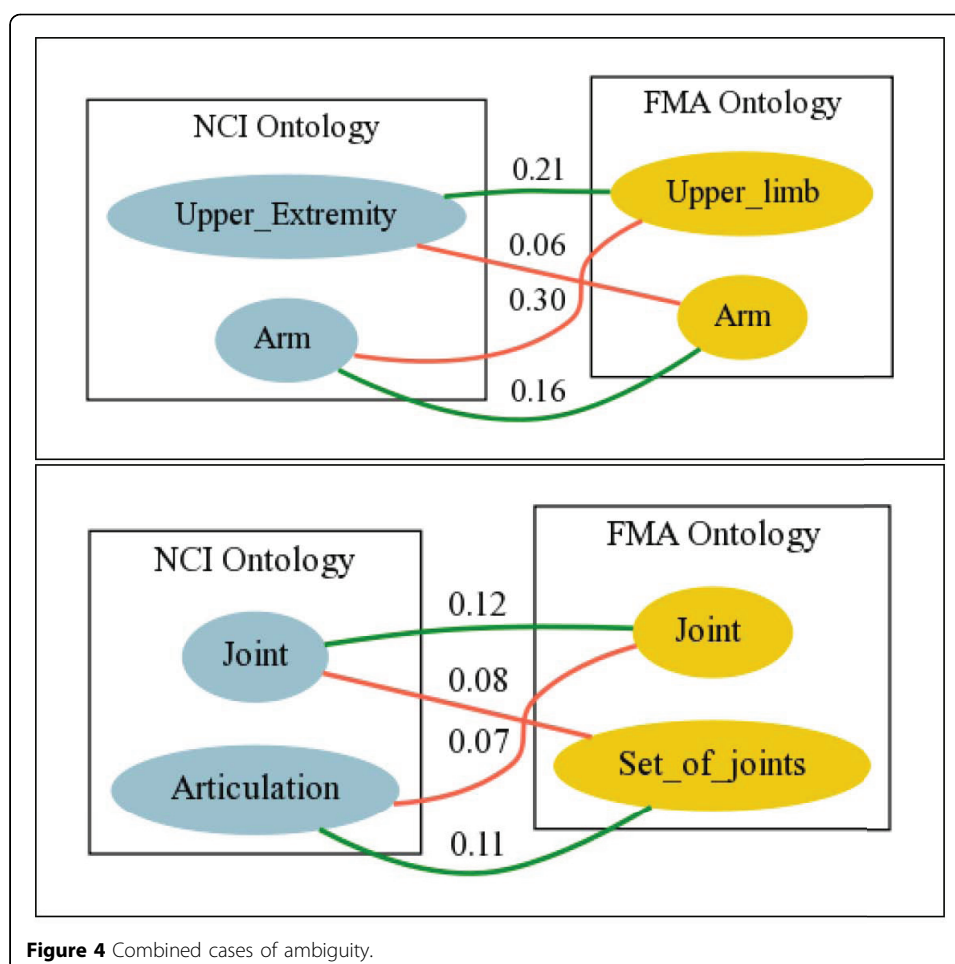 NCI Ontology
FMA Ontology
Upper_Extremity
0.21
Upper_limb
0.06
Arm
0.30
Arm
0.16
NCI Ontology
FMA Ontology
Joint
0.12
Joint
0.08
0.07
Articulation
Set_of_joints
0.11
Figure 4 Combined cases of ambiguity.